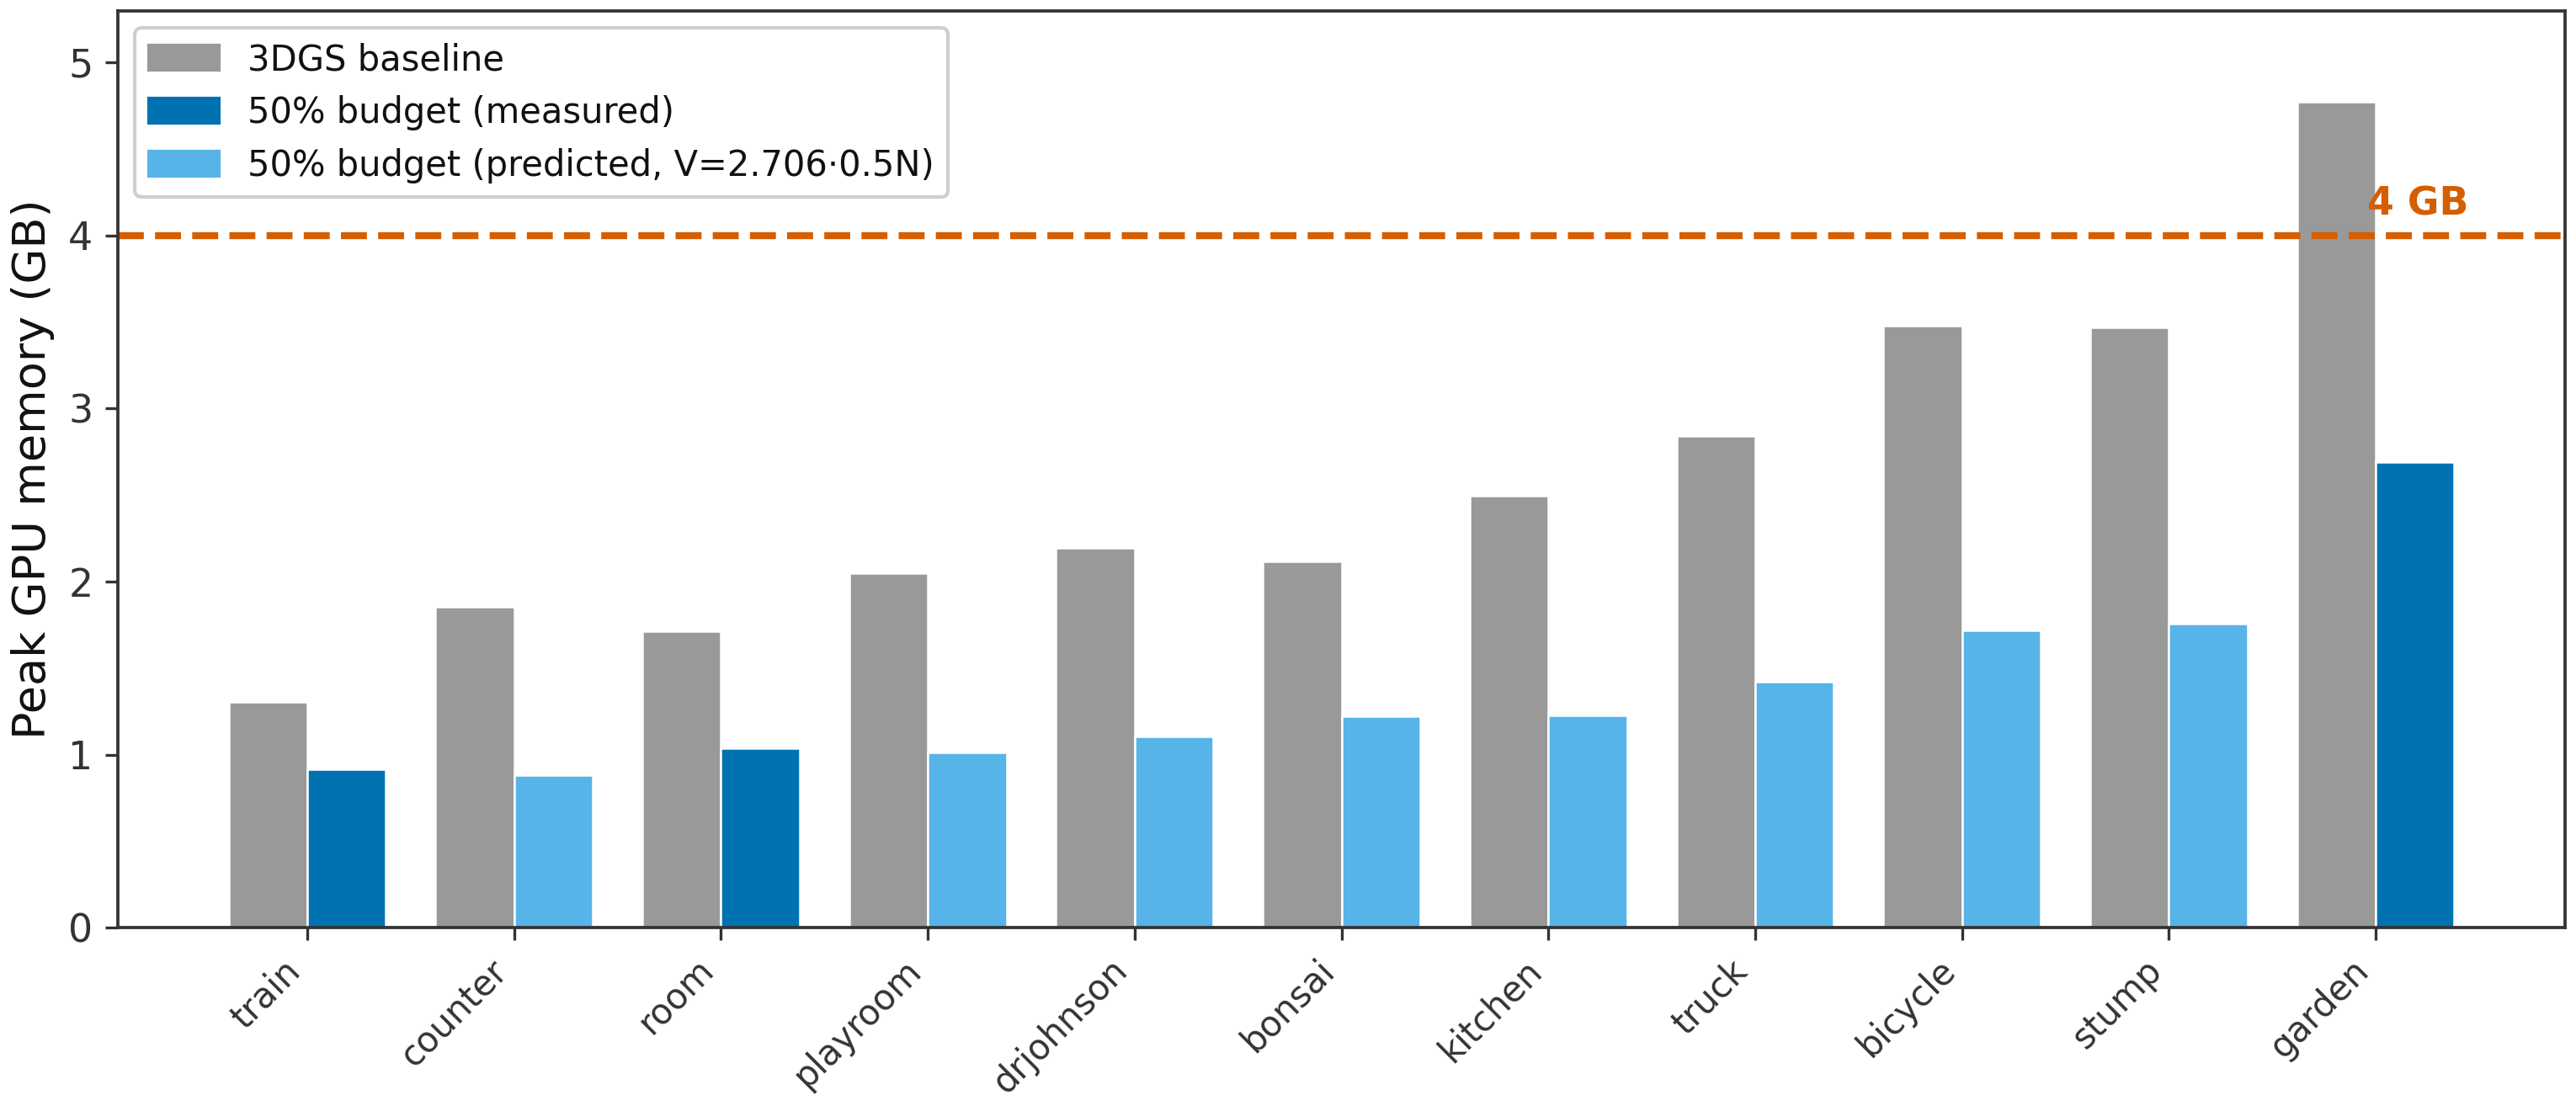 3DGS baseline
50% budget (measured)
50% budget (predicted, V=2.706·0.5N)
Peak GPU memory (GB)
5
4
3
2
1
0
4 GB
train
counter
room
playroom
drjohnson
bonsai
kitchen
truck
bicycle
stump
garden